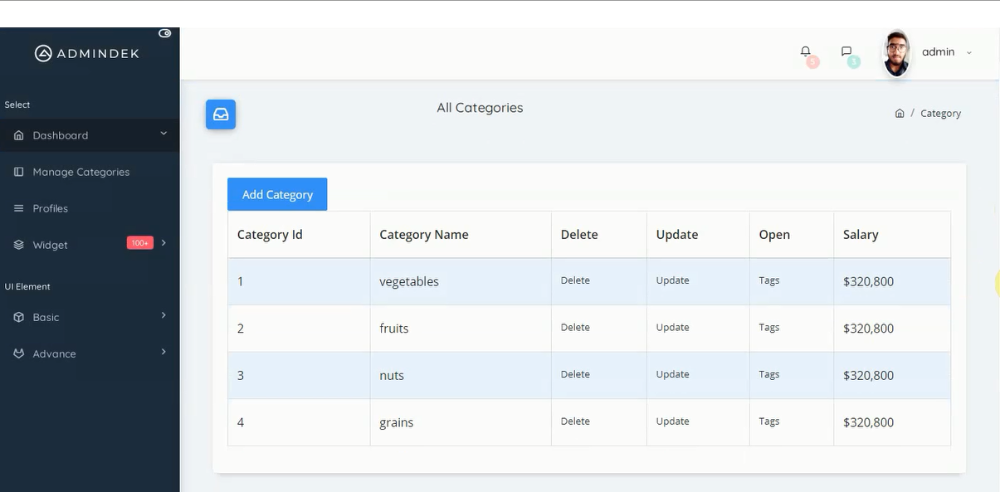 ADMINDEK
5
3
admin
Select
Dashboard
Manage Categories
Profiles
Widget 100+
UI Element
Basic
Advance
All Categories
/ Category
Add Category
Category Id Category Name Delete Update Open Salary
1 vegetables Delete Update Tags $320,800
2 fruits Delete Update Tags $320,800
3 nuts Delete Update Tags $320,800
4 grains Delete Update Tags $320,800